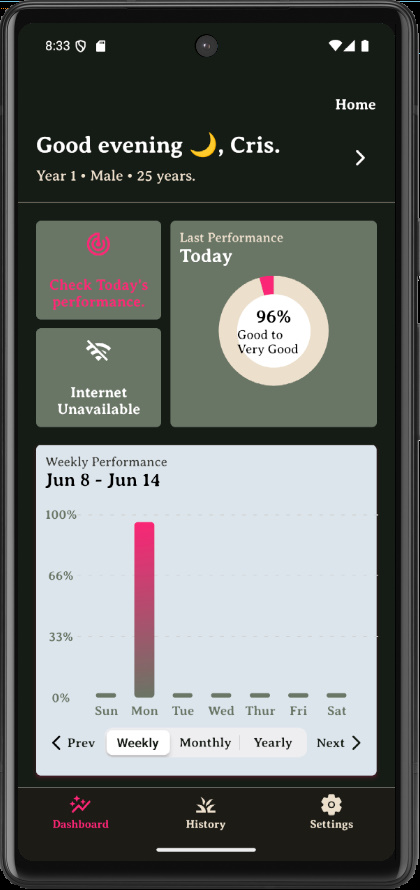 8:33
Home
Good evening 🌙, Cris.
Year 1 • Male • 25 years.
Check Today's
performance.
Last Performance
Today
96%
Good to
Very Good
Internet
Unavailable
Weekly Performance
Jun 8 - Jun 14
100%
66%
33%
0%
Sun Mon Tue Wed Thur Fri Sat
Prev Weekly Monthly Yearly Next
Dashboard History Settings